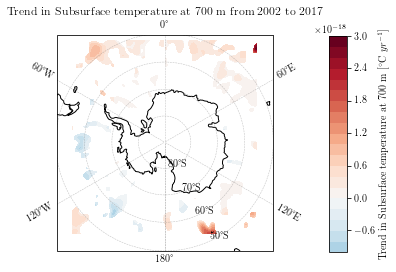 Trend in Subsurface temperature at 700 m from 2002 to 2017
0°
×10⁻¹⁸
60°W
60°E
3.0
2.4
1.8
1.2
0.6
0.0
−0.6
Trend in Subsurface temperature at 700 m [°C yr⁻¹]
80°S
70°S
60°S
50°S
120°W
120°E
180°